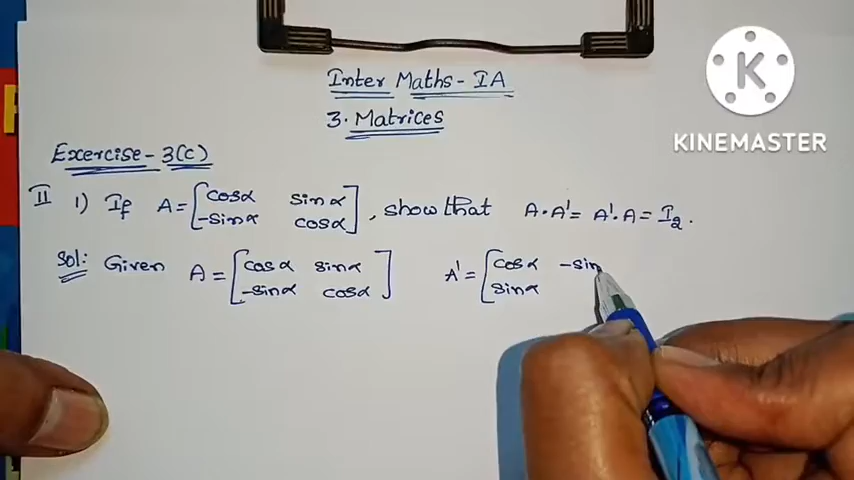 Inter Maths - IA
3. Matrices
KINEMASTER
Exercise - 3(c)
II 1) If A = [cosα sinα
-sinα cosα], show that A·A' = A'·A = I₂.
Sol: Given A = [cosα sinα
-sinα cosα] A' = [cosα -sin
sinα